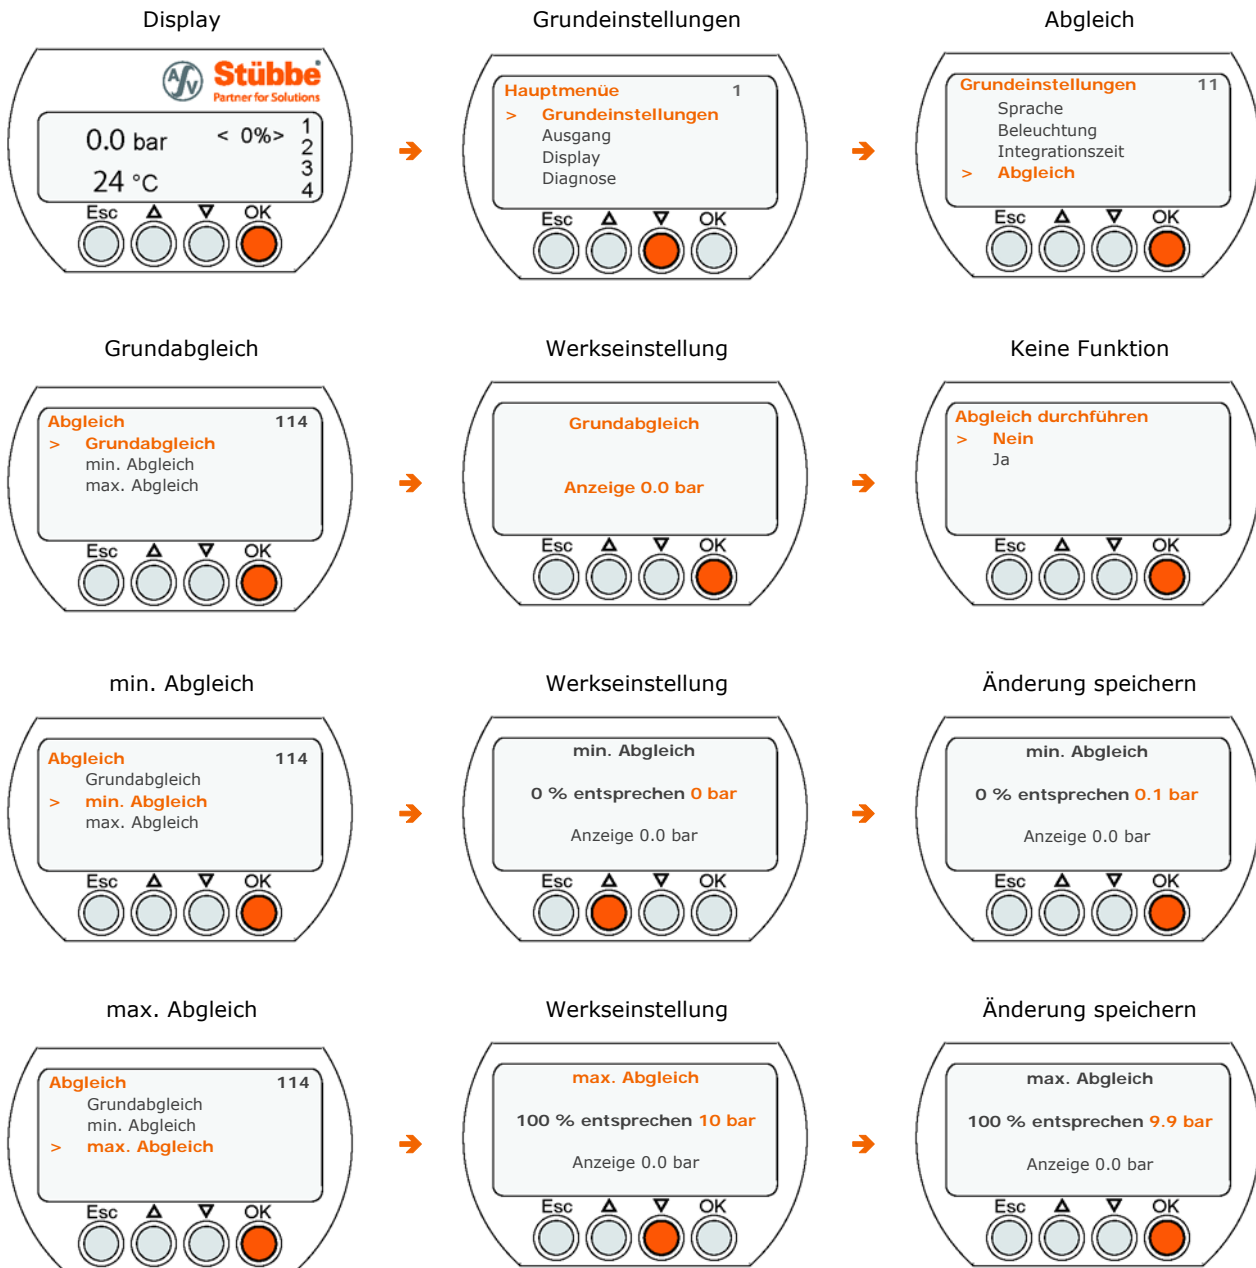 Display
Grundeinstellungen
Abgleich
ASV Stübbe
Partner for Solutions
0.0 bar < 0%> 1
2
3
24 °C 4
Esc △ ▽ OK
Hauptmenüe 1
> Grundeinstellungen
Ausgang
Display
Diagnose
Esc △ ▽ OK
Grundeinstellungen 11
Sprache
Beleuchtung
Integrationszeit
> Abgleich
Esc △ ▽ OK
Grundabgleich
Werkseinstellung
Keine Funktion
Abgleich 114
> Grundabgleich
min. Abgleich
max. Abgleich
Esc △ ▽ OK
Grundabgleich
Anzeige 0.0 bar
Esc △ ▽ OK
Abgleich durchführen
> Nein
Ja
Esc △ ▽ OK
min. Abgleich
Werkseinstellung
Änderung speichern
Abgleich 114
Grundabgleich
> min. Abgleich
max. Abgleich
Esc △ ▽ OK
min. Abgleich
0 % entsprechen 0 bar
Anzeige 0.0 bar
Esc △ ▽ OK
min. Abgleich
0 % entsprechen 0.1 bar
Anzeige 0.0 bar
Esc △ ▽ OK
max. Abgleich
Werkseinstellung
Änderung speichern
Abgleich 114
Grundabgleich
min. Abgleich
> max. Abgleich
Esc △ ▽ OK
max. Abgleich
100 % entsprechen 10 bar
Anzeige 0.0 bar
Esc △ ▽ OK
max. Abgleich
100 % entsprechen 9.9 bar
Anzeige 0.0 bar
Esc △ ▽ OK